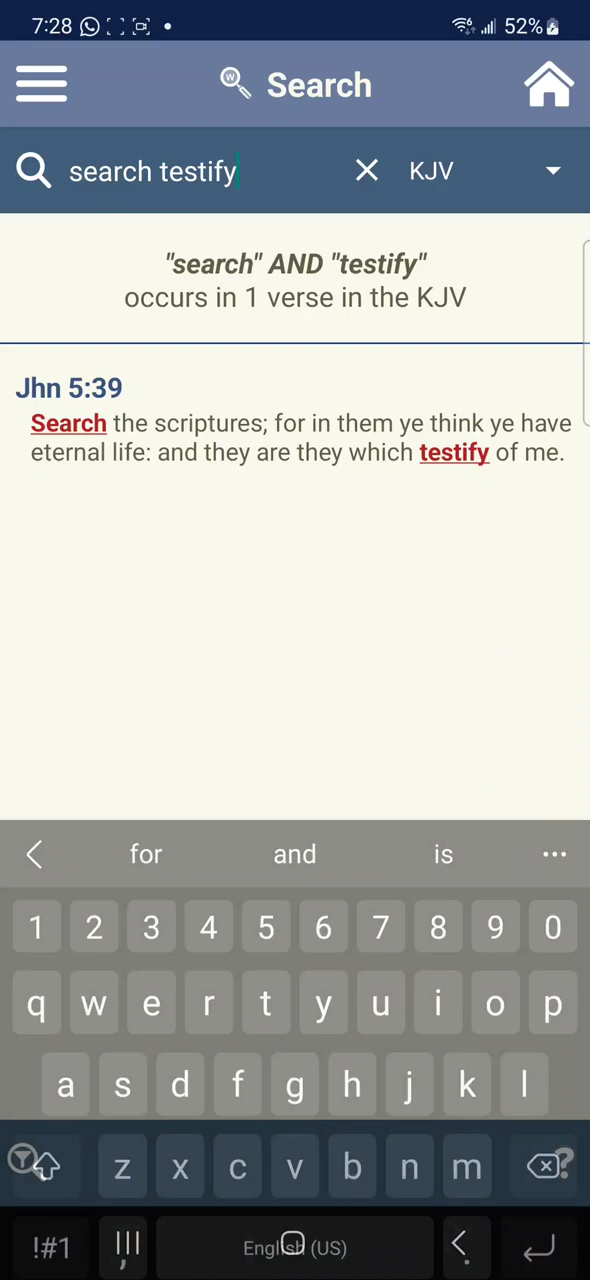 7:28 52%
Search
search testify KJV
"search" AND "testify"
occurs in 1 verse in the KJV
Jhn 5:39
Search the scriptures; for in them ye think ye have
eternal life: and they are they which testify of me.
for and is
1 2 3 4 5 6 7 8 9 0
q w e r t y u i o p
a s d f g h j k l
z x c v b n m ?
!#1 , English (US) .